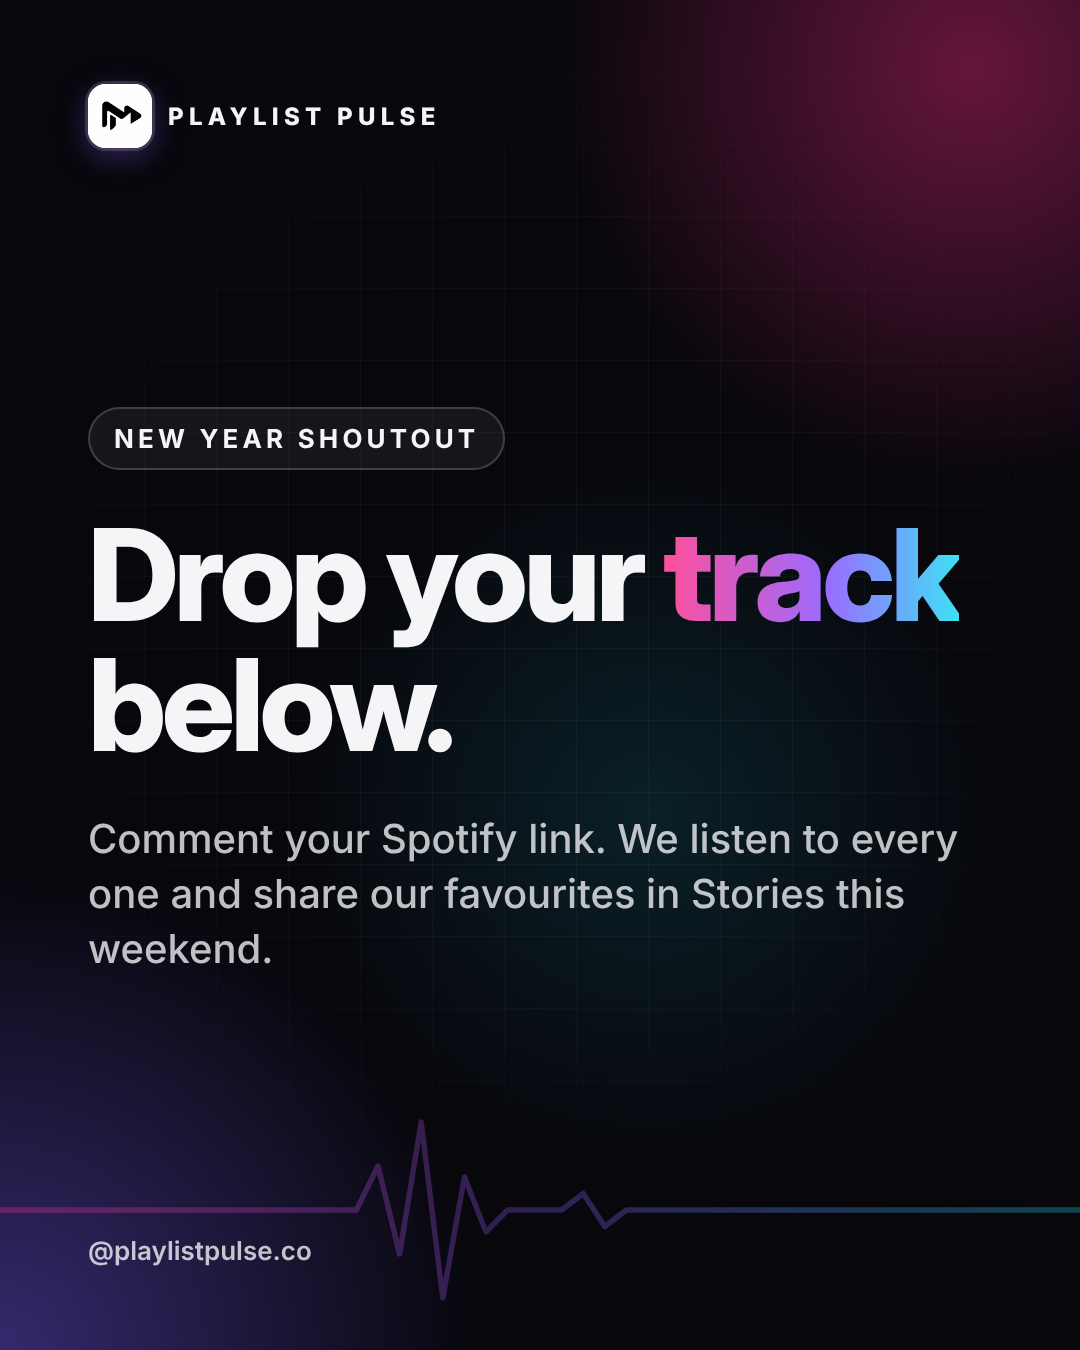 PLAYLIST PULSE
NEW YEAR SHOUTOUT
Drop your track
below.
Comment your Spotify link. We listen to every
one and share our favourites in Stories this
weekend.
@playlistpulse.co